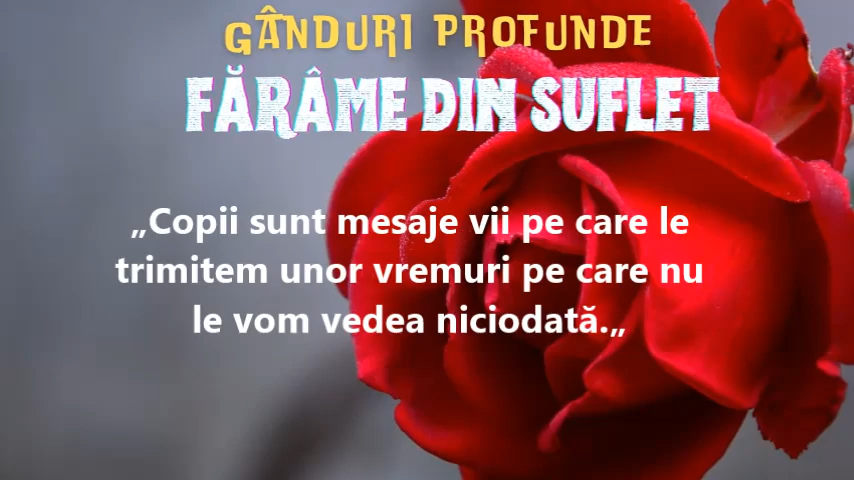 GÂNDURI PROFUNDE
FĂRÂME DIN SUFLET
„Copii sunt mesaje vii pe care le
trimitem unor vremuri pe care nu
le vom vedea niciodată.„